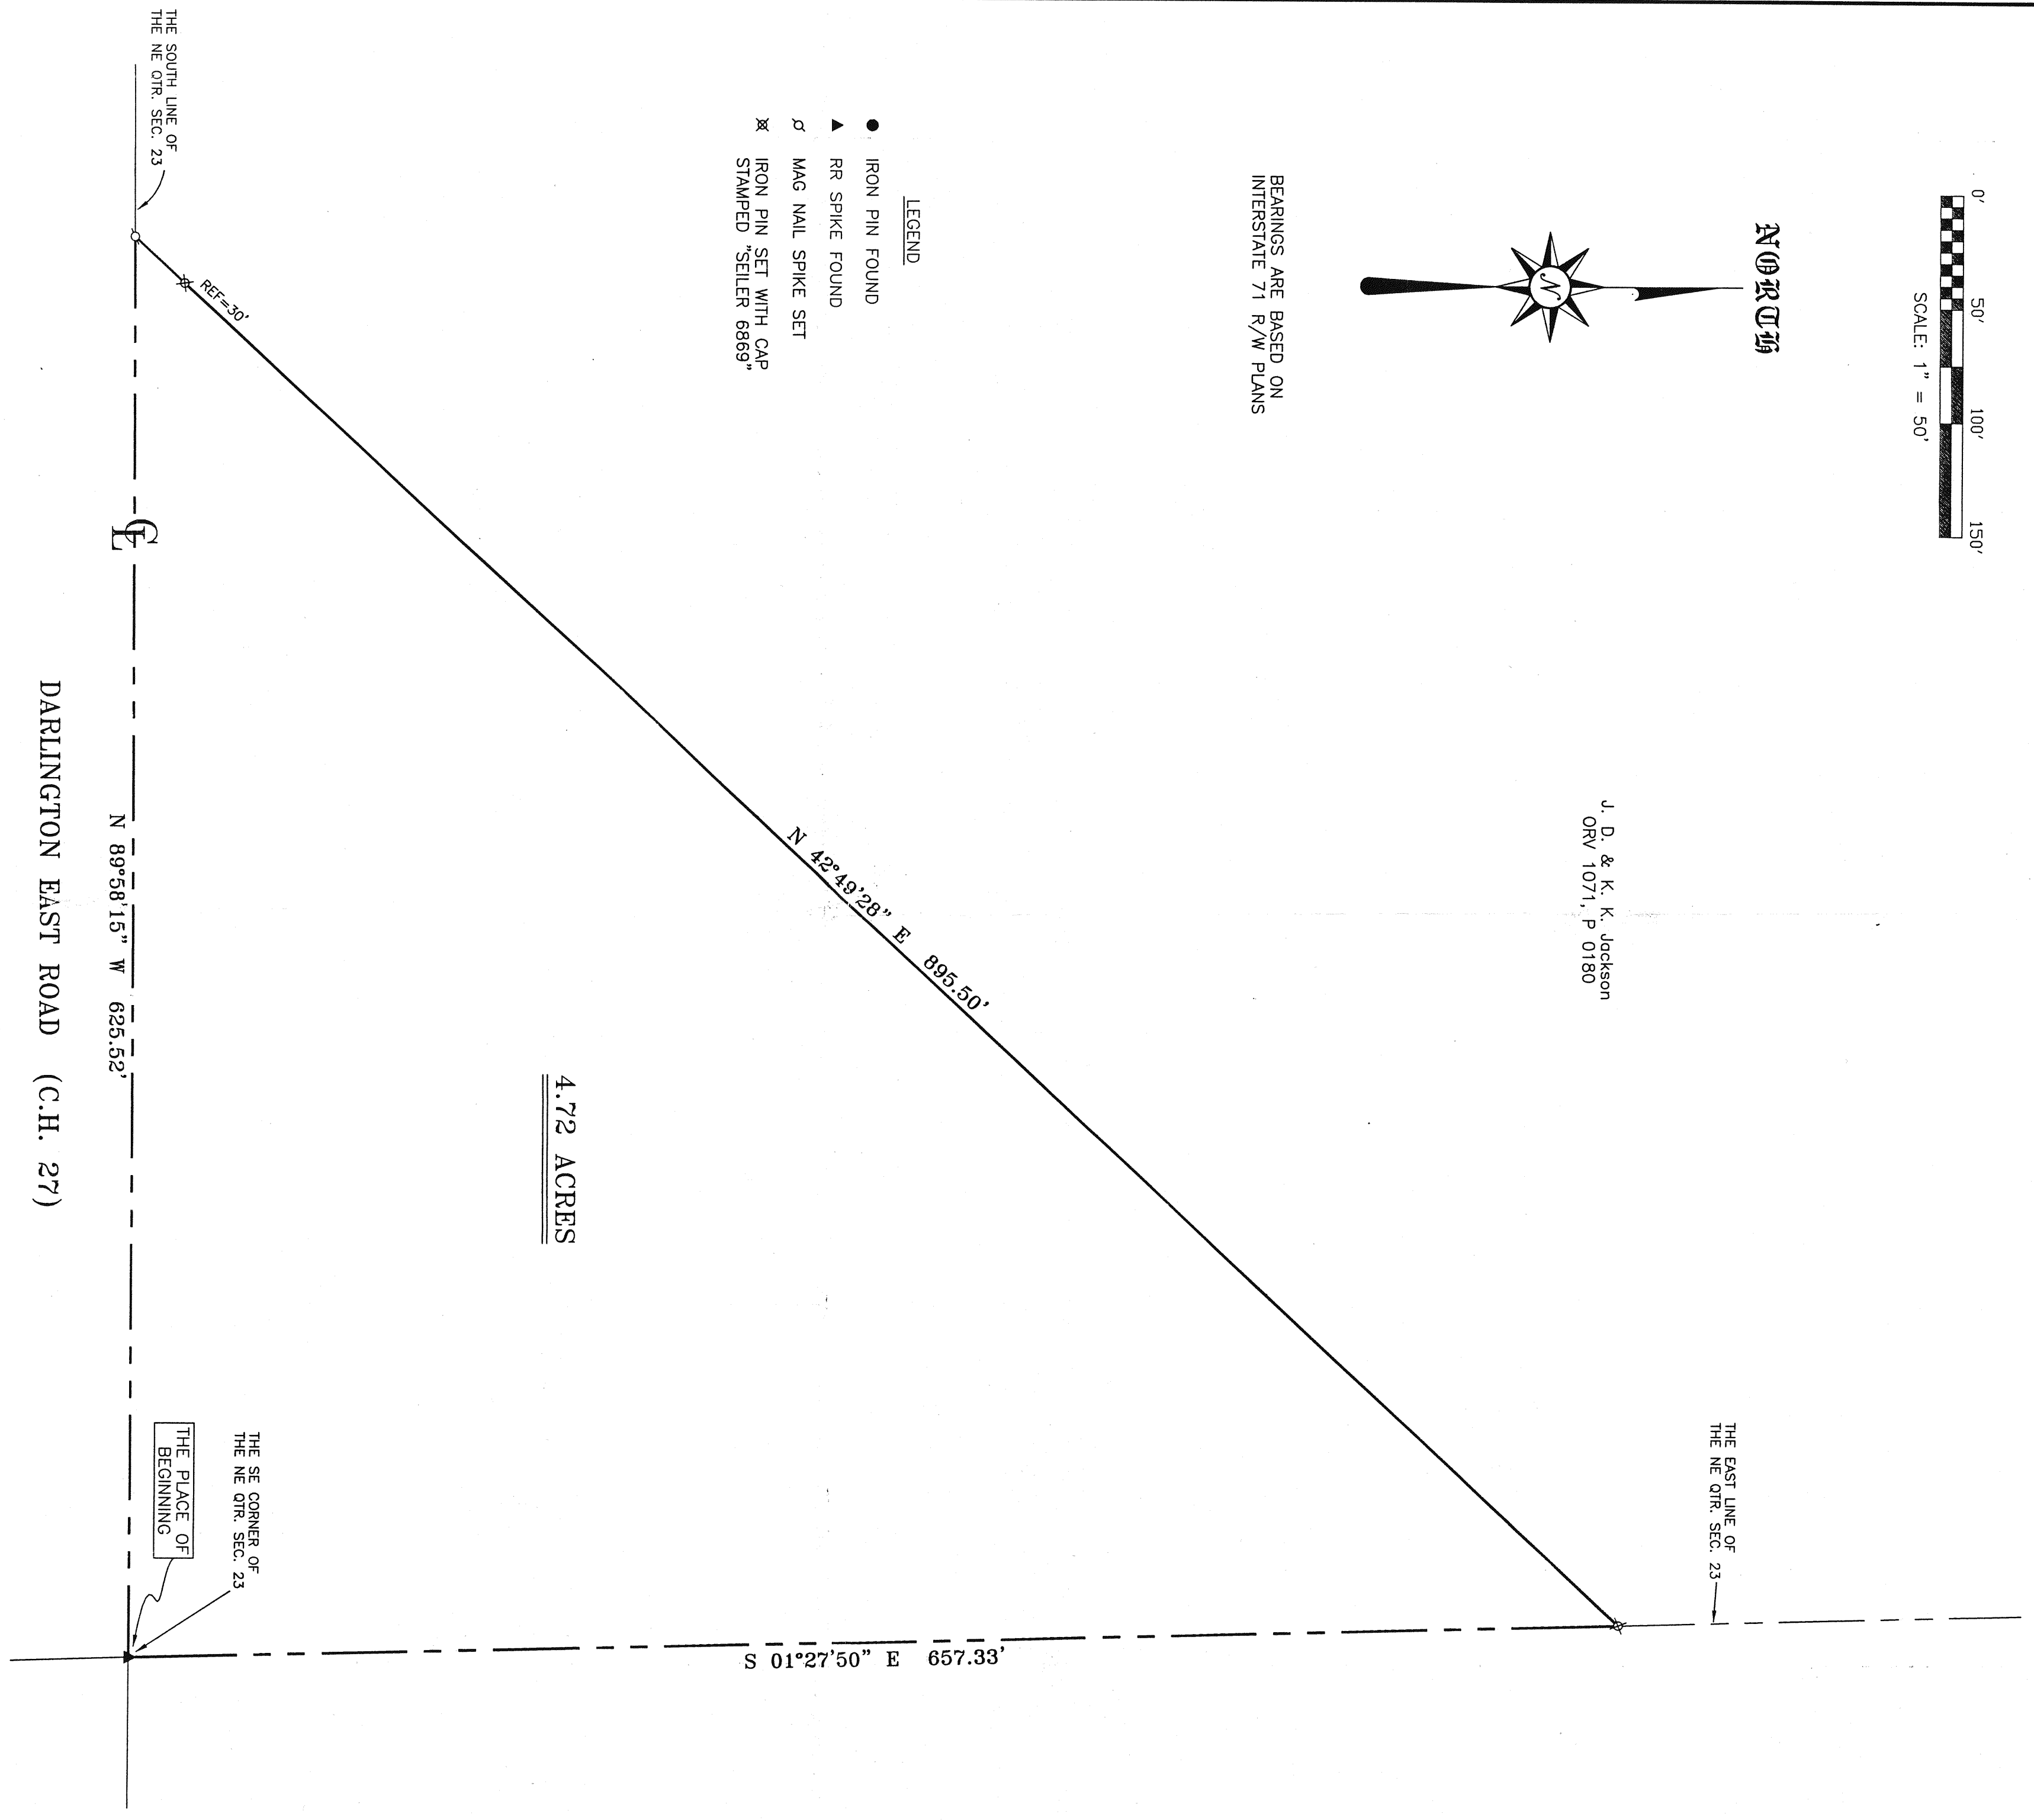 0' 50' 100' 150'
SCALE: 1" = 50'
NORTH
N
BEARINGS ARE BASED ON
INTERSTATE 71 R/W PLANS
LEGEND
IRON PIN FOUND
RR SPIKE FOUND
MAG NAIL SPIKE SET
IRON PIN SET WITH CAP
STAMPED "SEILER 6869"
J. D. & K. K. Jackson
ORV 1071, P 0180
THE EAST LINE OF
THE NE QTR. SEC. 23
N 42°49'28" E 895.50'
S 01°27'50" E 657.33'
4.72 ACRES
REF=30'
THE SOUTH LINE OF
THE NE QTR. SEC. 23
THE SE CORNER OF
THE NE QTR. SEC. 23
THE PLACE OF
BEGINNING
CL
N 89°58'15" W 625.52'
DARLINGTON EAST ROAD (C.H. 27)